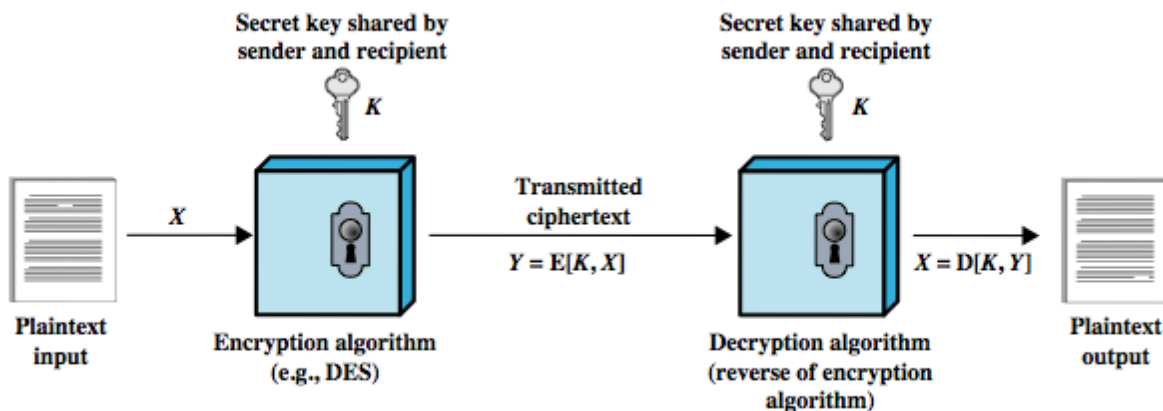 Secret key shared by
sender and recipient
K
Secret key shared by
sender and recipient
K
X
Transmitted
ciphertext
Y = E[K, X]
X = D[K, Y]
Plaintext
input
Encryption algorithm
(e.g., DES)
Decryption algorithm
(reverse of encryption
algorithm)
Plaintext
output